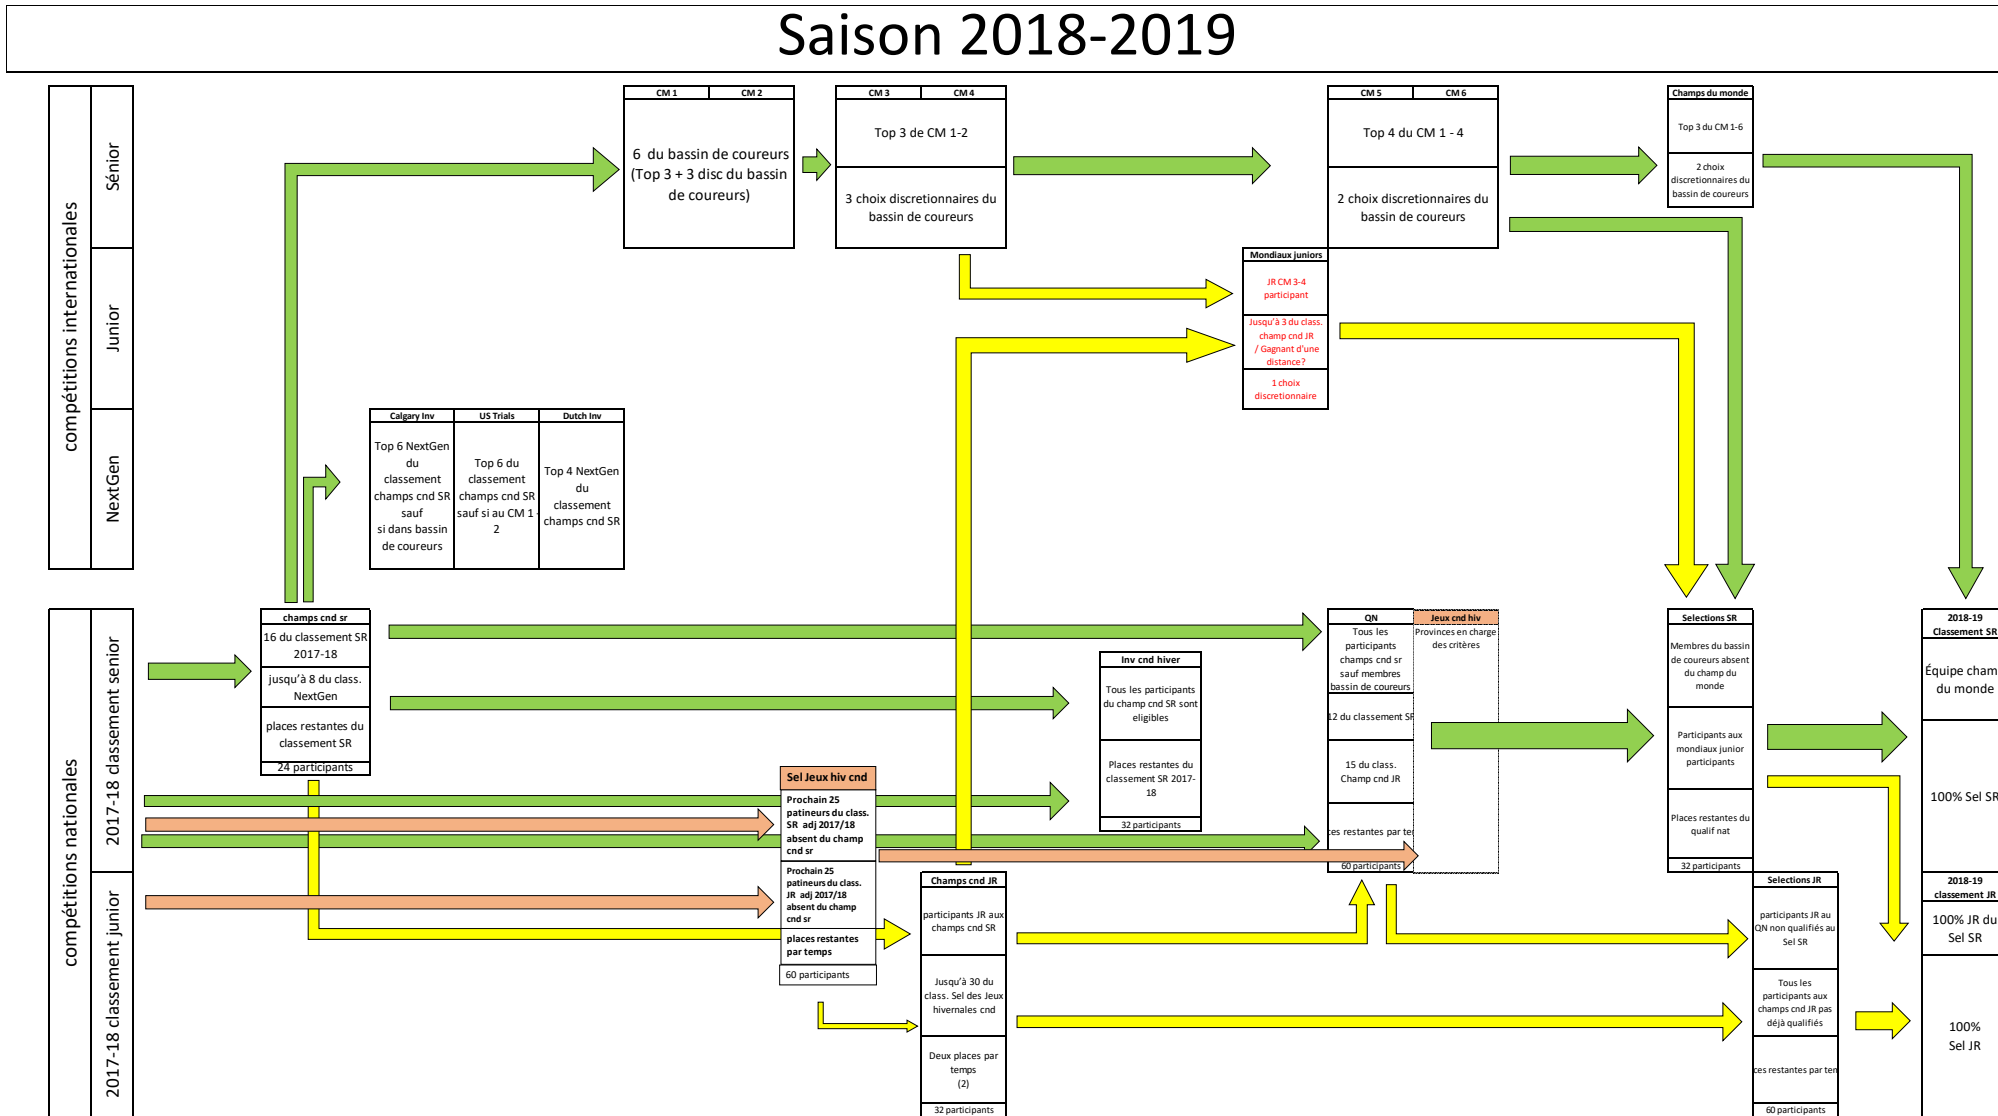 Saison 2018-2019
compétitions internationales
Sénior
Junior
NextGen
CM 1
CM 2
6 du bassin de coureurs
(Top 3 + 3 disc du bassin
de coureurs)
CM 3
CM 4
Top 3 de CM 1-2
3 choix discretionnaires du
bassin de coureurs
CM 5
CM 6
Top 4 du CM 1 - 4
2 choix discretionnaires du
bassin de coureurs
Champs du monde
Top 3 du CM 1-6
2 choix
discretionnaires du
bassin de coureurs
Mondiaux juniors
JR CM 3-4
participant
Jusqu'à 3 du class.
champ cnd JR
/ Gagnant d'une
distance?
1 choix
discretionnaire
Calgary Inv
US Trials
Dutch Inv
Top 6 NextGen
du
classement
champs cnd SR
sauf
si dans bassin
de coureurs
Top 6 du
classement
champs cnd SR
sauf si au CM 1 -
2
Top 4 NextGen
du
classement
champs cnd SR
compétitions nationales
2017-18 classement senior
2017-18 classement junior
champs cnd sr
16 du classement SR
2017-18
jusqu'à 8 du class.
NextGen
places restantes du
classement SR
24 participants
Sel Jeux hiv cnd
Prochain 25
patineurs du class.
SR adj 2017/18
absent du champ
cnd sr
Prochain 25
patineurs du class.
JR adj 2017/18
absent du champ
cnd sr
places restantes
par temps
60 participants
Champs cnd JR
participants JR aux
champs cnd SR
Jusqu'à 30 du
class. Sel des Jeux
hivernales cnd
Deux places par
temps
(2)
32 participants
Inv cnd hiver
Tous les participants
du champ cnd SR sont
eligibles
Places restantes du
classement SR 2017-
18
32 participants
QN
Tous les
participants
champs cnd sr
sauf membres
bassin de coureurs
12 du classement SR
15 du class.
Champ cnd JR
ces restantes par ten
60 participants
Jeux cnd hiv
Provinces en charge
des critères
Selections SR
Membres du bassin
de coureurs absent
du champ du
monde
Participants aux
mondiaux junior
participants
Places restantes du
qualif nat
32 participants
Selections JR
participants JR au
QN non qualifiés au
Sel SR
Tous les
participants aux
champs cnd JR pas
déjà qualifiés
ces restantes par ten
60 participants
2018-19
Classement SR
Équipe cham
du monde
100% Sel SR
2018-19
classement JR
100% JR du
Sel SR
100%
Sel JR